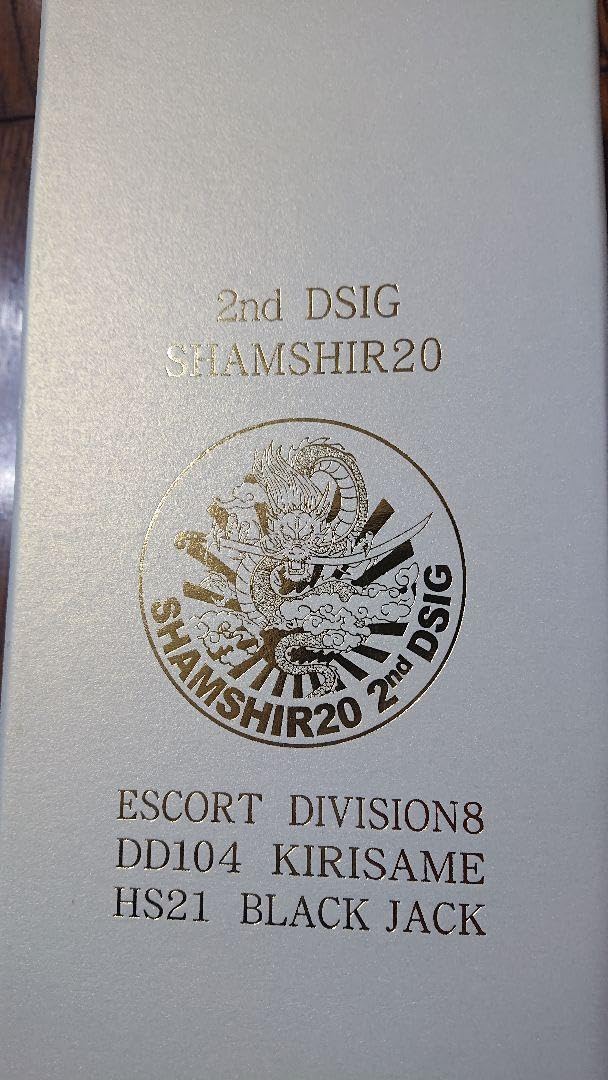 2nd DSIG
SHAMSHIR20
SHAMSHIR20 2nd DSIG
ESCORT DIVISION8
DD104 KIRISAME
HS21 BLACK JACK